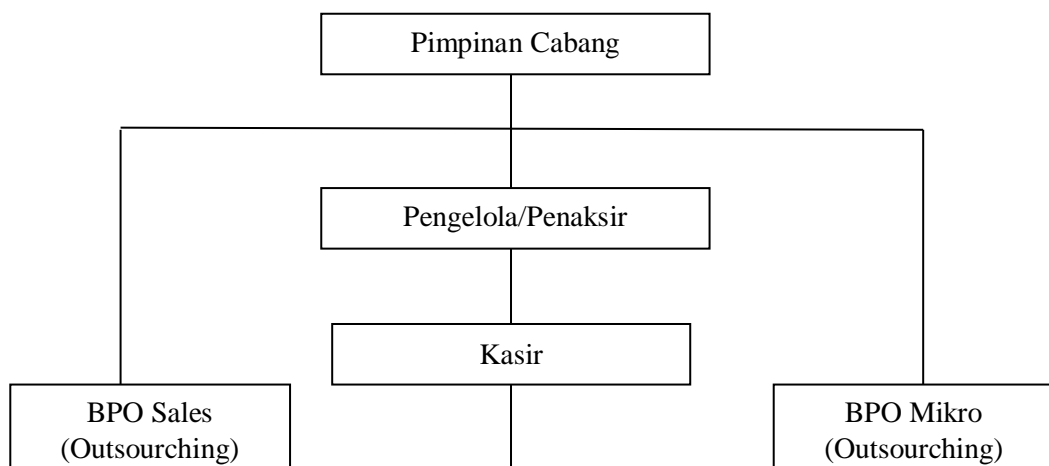 Pimpinan Cabang
Pengelola/Penaksir
Kasir
BPO Sales
(Outsourching)
BPO Mikro
(Outsourching)